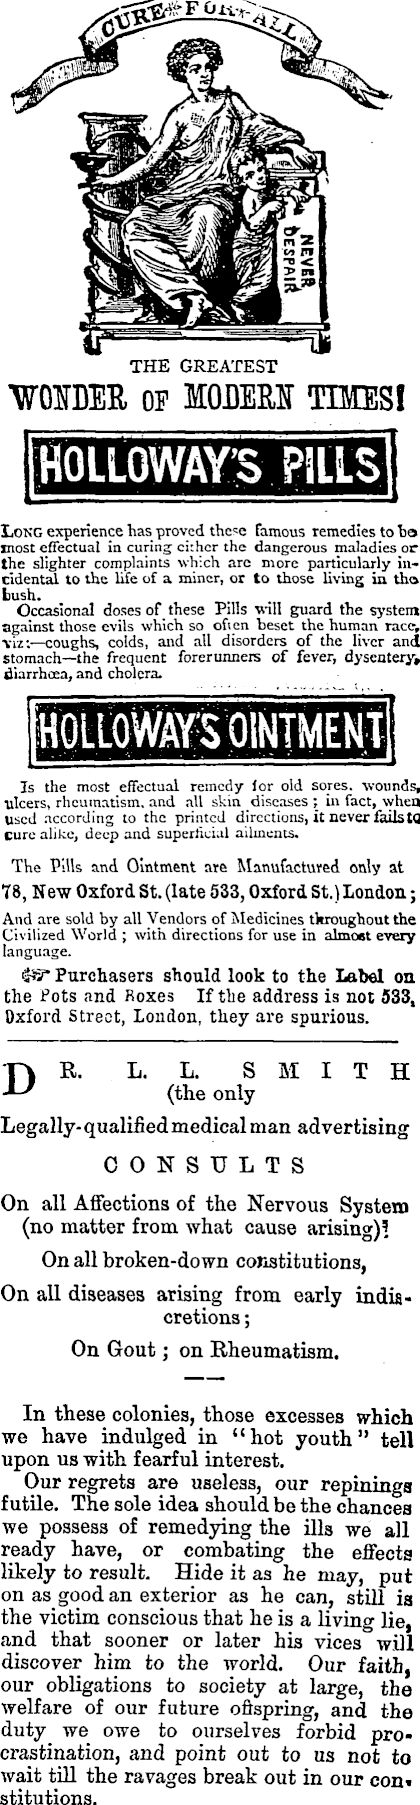 CURE FOR ALL
NEVER
DESPAIR
THE GREATEST
WONDER OF MODERN TIMES!
HOLLOWAY'S PILLS
LONG experience has proved these famous remedies to be
most effectual in curing either the dangerous maladies or
the slighter complaints which are more particularly in-
cidental to the life of a miner, or to those living in the
bush.
Occasional doses of these Pills will guard the system
against those evils which so often beset the human race,
viz:—coughs, colds, and all disorders of the liver and
stomach—the frequent forerunners of fever, dysentery,
diarrhœa, and cholera.
HOLLOWAY'S OINTMENT
Is the most effectual remedy for old sores, wounds,
ulcers, rheumatism, and all skin diseases; in fact, when
used according to the printed directions, it never fails to
cure alike, deep and superficial ailments.
The Pills and Ointment are Manufactured only at
78, New Oxford St. (late 533, Oxford St.) London;
And are sold by all Vendors of Medicines throughout the
Civilized World; with directions for use in almost every
language.
☞ Purchasers should look to the Label on
the Pots and Boxes If the address is not 533,
Oxford Street, London, they are spurious.
DR. L. L. SMITH
(the only
Legally-qualified medical man advertising
CONSULTS
On all Affections of the Nervous System
(no matter from what cause arising)?
On all broken-down constitutions,
On all diseases arising from early indis-
cretions;
On Gout; on Rheumatism.
In these colonies, those excesses which
we have indulged in "hot youth" tell
upon us with fearful interest.
Our regrets are useless, our repinings
futile. The sole idea should be the chances
we possess of remedying the ills we all
ready have, or combating the effects
likely to result. Hide it as he may, put
on as good an exterior as he can, still is
the victim conscious that he is a living lie,
and that sooner or later his vices will
discover him to the world. Our faith,
our obligations to society at large, the
welfare of our future offspring, and the
duty we owe to ourselves forbid pro-
crastination, and point out to us not to
wait till the ravages break out in our con-
stitutions.